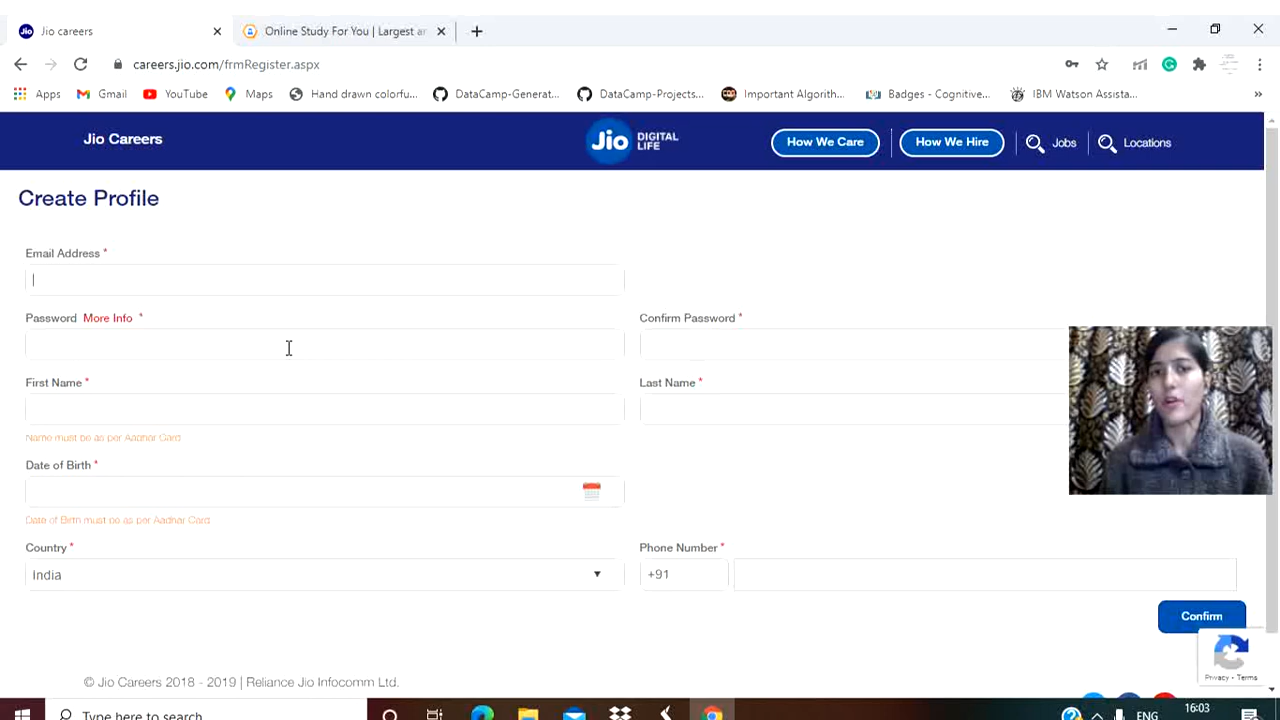 Jio careers
Online Study For You | Largest ar
careers.jio.com/frmRegister.aspx
Apps
Gmail
YouTube
Maps
Hand drawn colorfu...
DataCamp-Generat...
DataCamp-Projects...
Important Algorith...
Badges - Cognitive...
IBM Watson Assista...
»
Jio Careers
Jio DIGITAL LIFE
How We Care
How We Hire
Jobs
Locations
Create Profile
Email Address *
Password More Info *
Confirm Password *
First Name *
Last Name *
Name must be as per Aadhar Card
Date of Birth *
Date of Birth must be as per Aadhar Card
Country *
Phone Number *
India
+91
Confirm
Privacy - Terms
© Jio Careers 2018 - 2019 | Reliance Jio Infocomm Ltd.
Type here to search
ENG
16:03